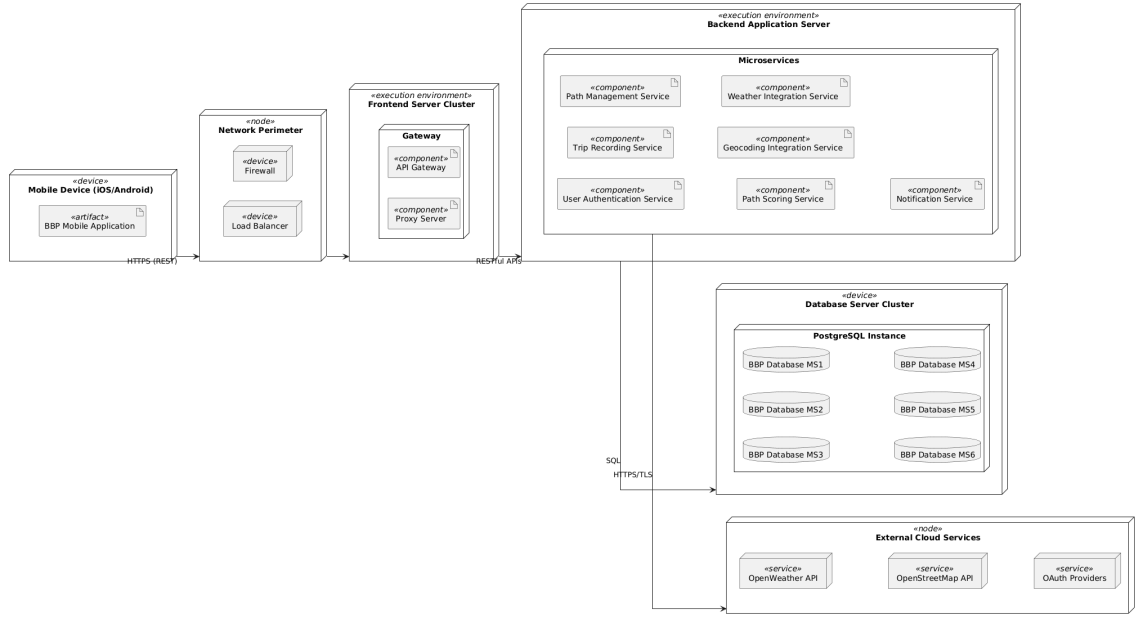 «device»
Mobile Device (iOS/Android)
«artifact»
BBP Mobile Application
HTTPS (REST)
«node»
Network Perimeter
«device»
Firewall
«device»
Load Balancer
«execution environment»
Frontend Server Cluster
Gateway
«component»
API Gateway
«component»
Proxy Server
RESTful APIs
«execution environment»
Backend Application Server
Microservices
«component»
Path Management Service
«component»
Weather Integration Service
«component»
Trip Recording Service
«component»
Geocoding Integration Service
«component»
User Authentication Service
«component»
Path Scoring Service
«component»
Notification Service
SQL
HTTPS/TLS
«device»
Database Server Cluster
PostgreSQL Instance
BBP Database MS1
BBP Database MS4
BBP Database MS2
BBP Database MS5
BBP Database MS3
BBP Database MS6
«node»
External Cloud Services
«service»
OpenWeather API
«service»
OpenStreetMap API
«service»
OAuth Providers